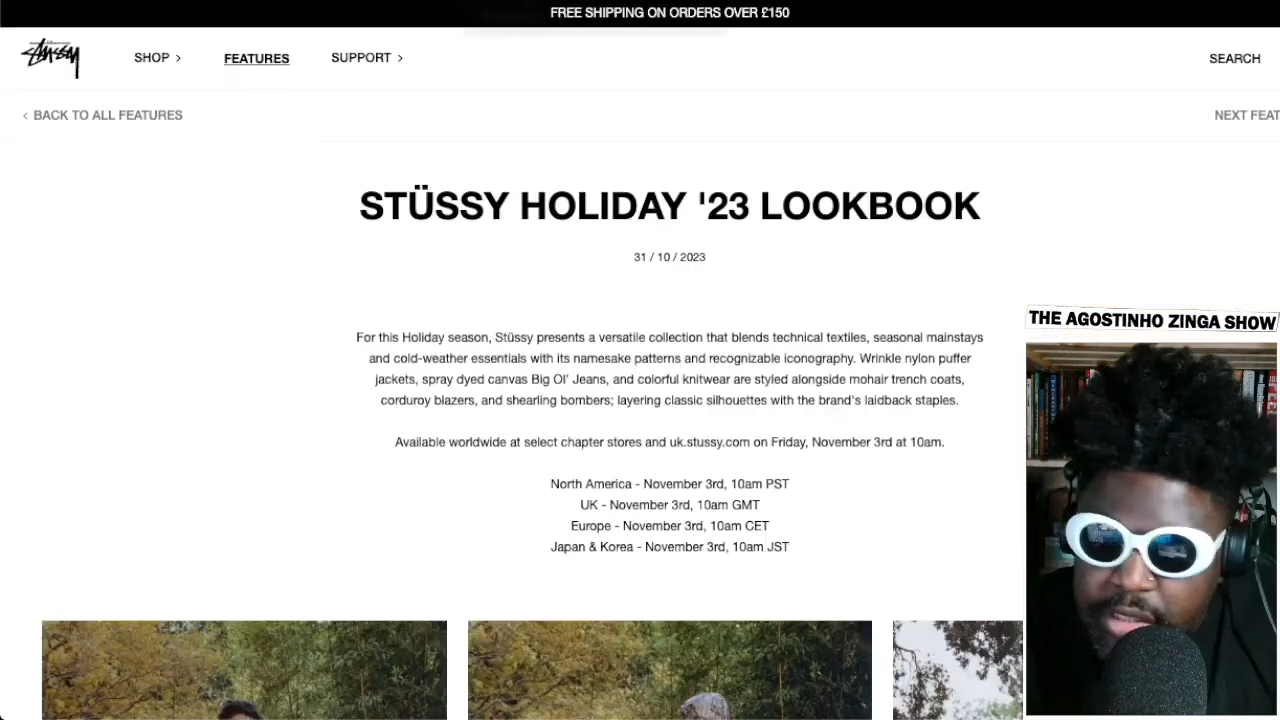 FREE SHIPPING ON ORDERS OVER £150
Stüssy
SHOP >
FEATURES
SUPPORT >
SEARCH
< BACK TO ALL FEATURES
NEXT FEAT
STÜSSY HOLIDAY '23 LOOKBOOK
31 / 10 / 2023
For this Holiday season, Stüssy presents a versatile collection that blends technical textiles, seasonal mainstays
and cold-weather essentials with its namesake patterns and recognizable iconography. Wrinkle nylon puffer
jackets, spray dyed canvas Big Ol' Jeans, and colorful knitwear are styled alongside mohair trench coats,
corduroy blazers, and shearling bombers; layering classic silhouettes with the brand's laidback staples.
Available worldwide at select chapter stores and uk.stussy.com on Friday, November 3rd at 10am.
North America - November 3rd, 10am PST
UK - November 3rd, 10am GMT
Europe - November 3rd, 10am CET
Japan & Korea - November 3rd, 10am JST
THE AGOSTINHO ZINGA SHOW